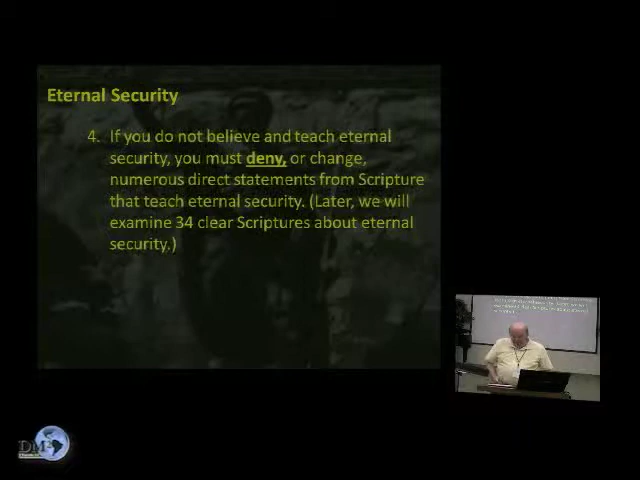 Eternal Security
4. If you do not believe and teach eternal
security, you must deny, or change,
numerous direct statements from Scripture
that teach eternal security. (Later, we will
examine 34 clear Scriptures about eternal
security.)